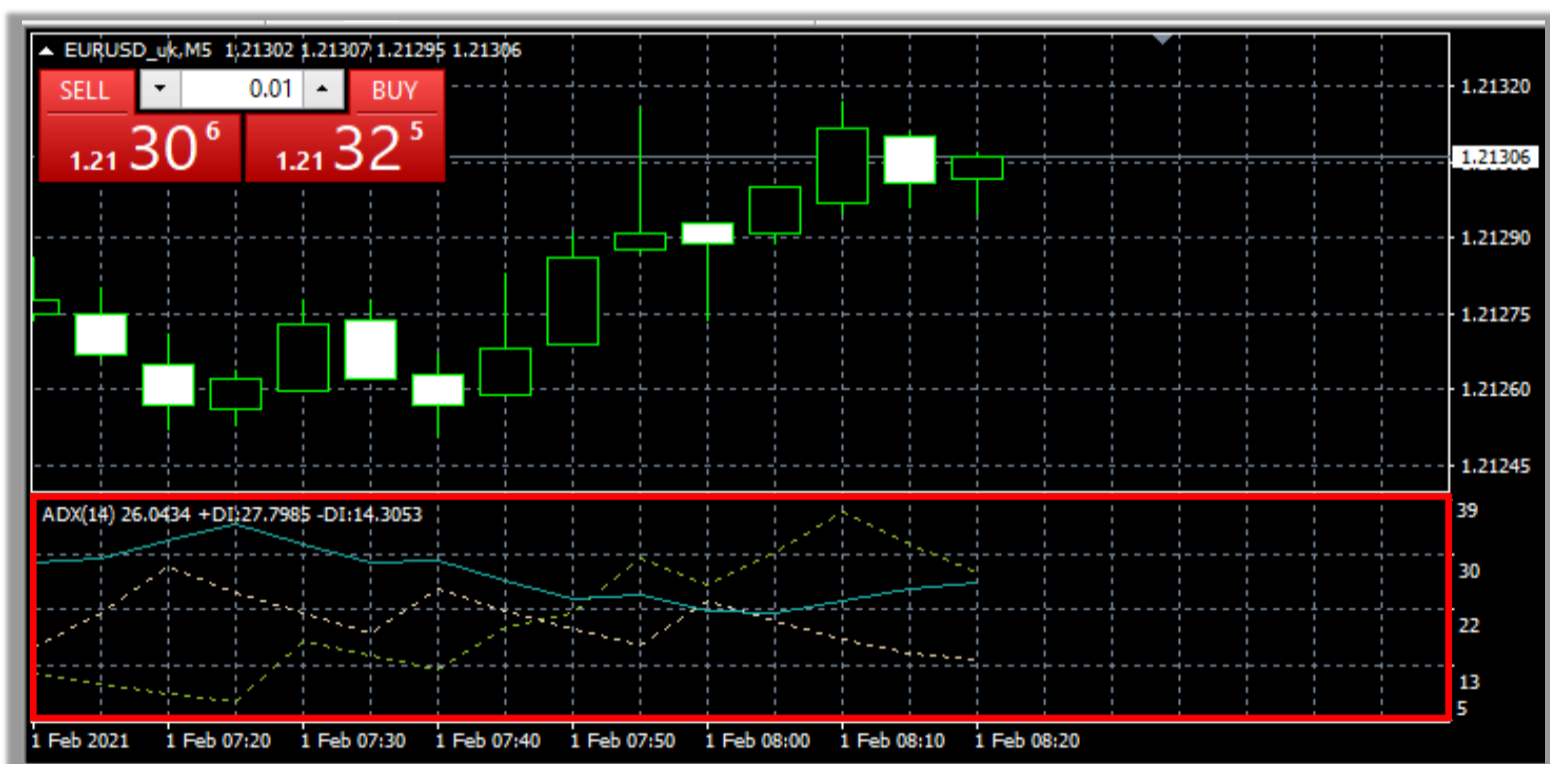 EURUSD_uk,M5 1.21302 1.21307 1.21295 1.21306
SELL 0.01 BUY
1.21 30 6 1.21 32 5
1.21320
1.21306
1.21290
1.21275
1.21260
1.21245
ADX(14) 26.0434 +DI:27.7985 -DI:14.3053
39
30
22
13
5
1 Feb 2021 1 Feb 07:20 1 Feb 07:30 1 Feb 07:40 1 Feb 07:50 1 Feb 08:00 1 Feb 08:10 1 Feb 08:20